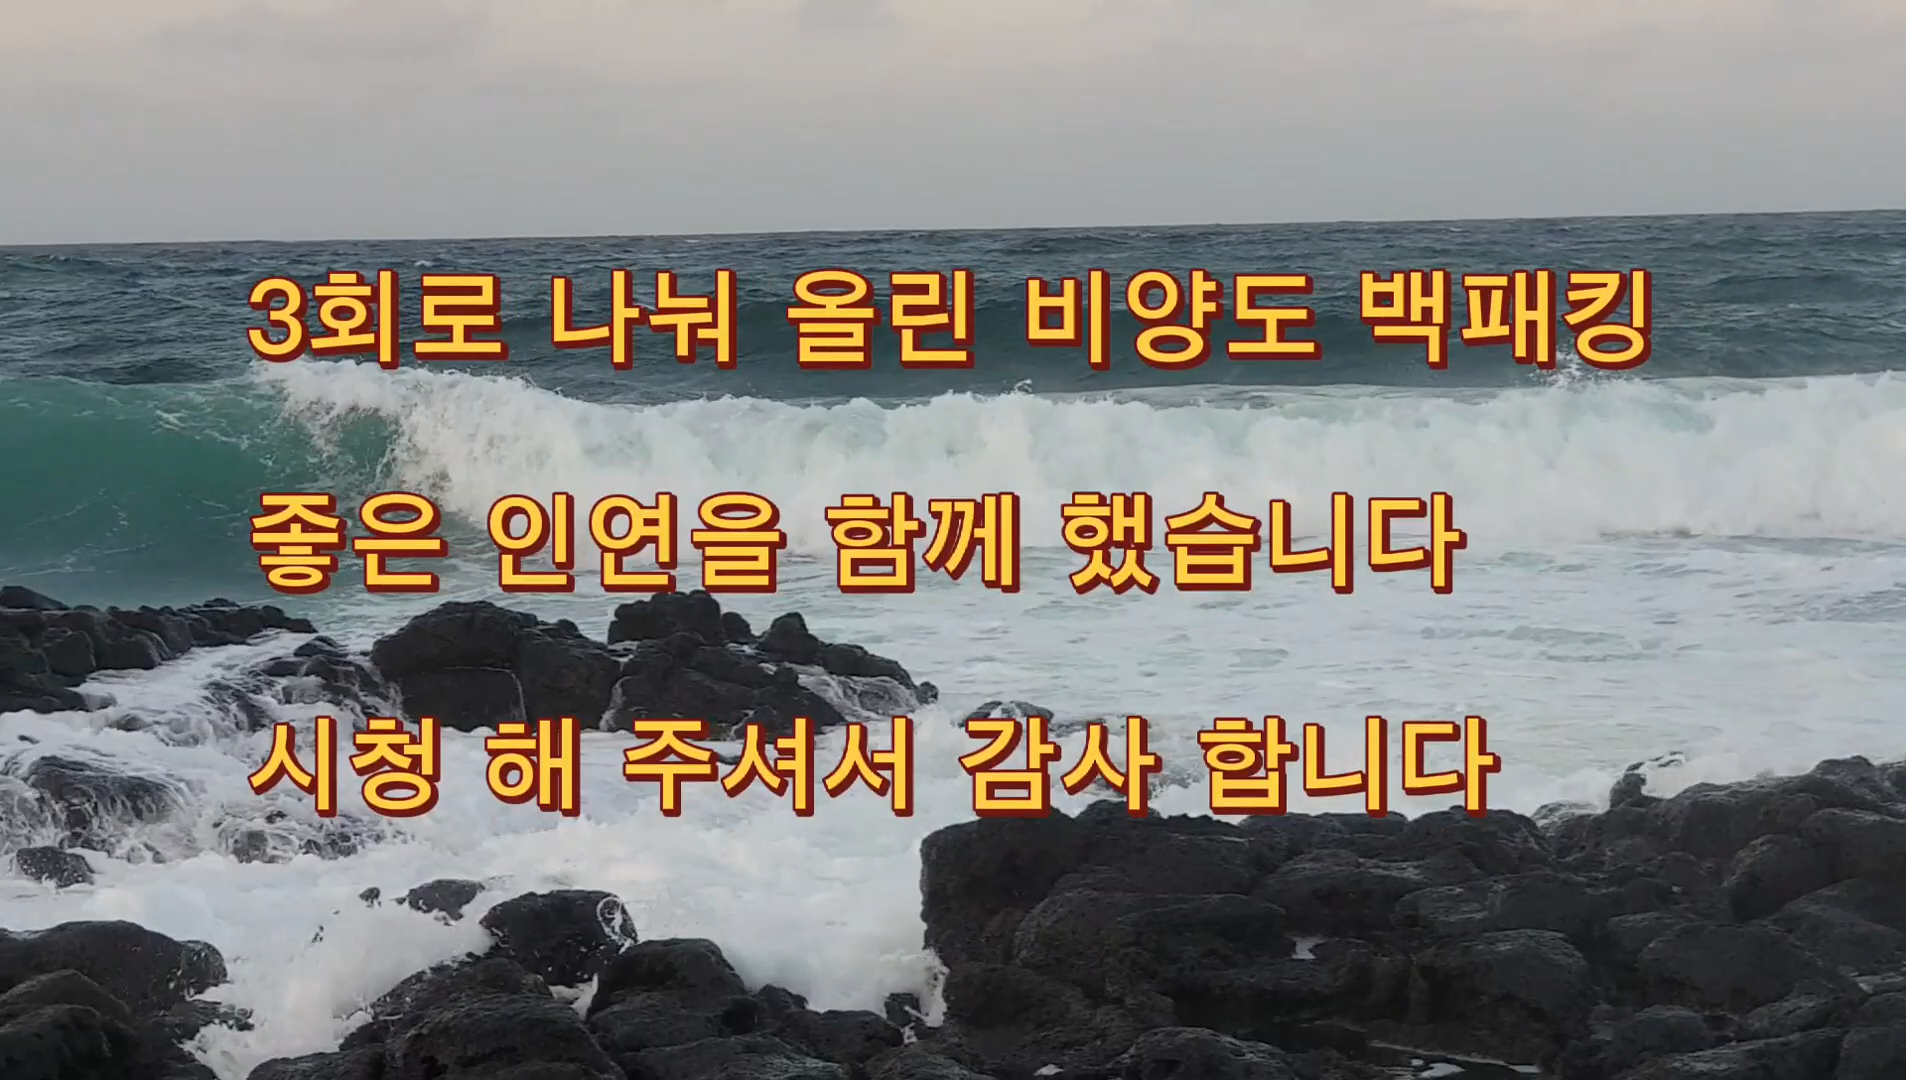 3회로 나눠 올린 비양도 백패킹
좋은 인연을 함께 했습니다
시청 해 주셔서 감사 합니다